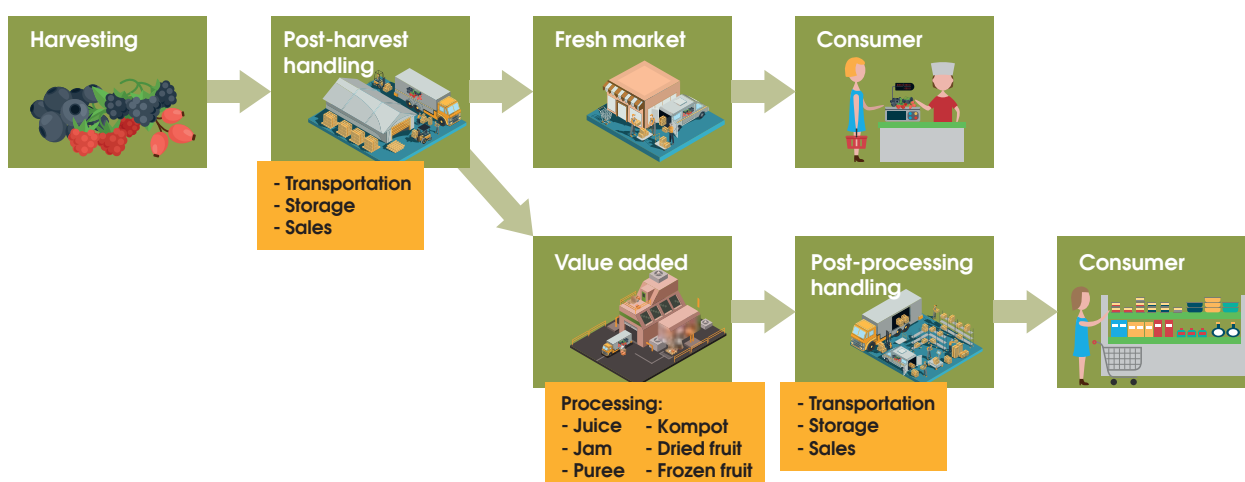 Harvesting
Post-harvest
handling
Fresh market
Consumer
- Transportation
- Storage
- Sales
Value added
Post-processing
handling
Consumer
Processing:
- Juice
- Jam
- Puree
- Kompot
- Dried fruit
- Frozen fruit
- Transportation
- Storage
- Sales